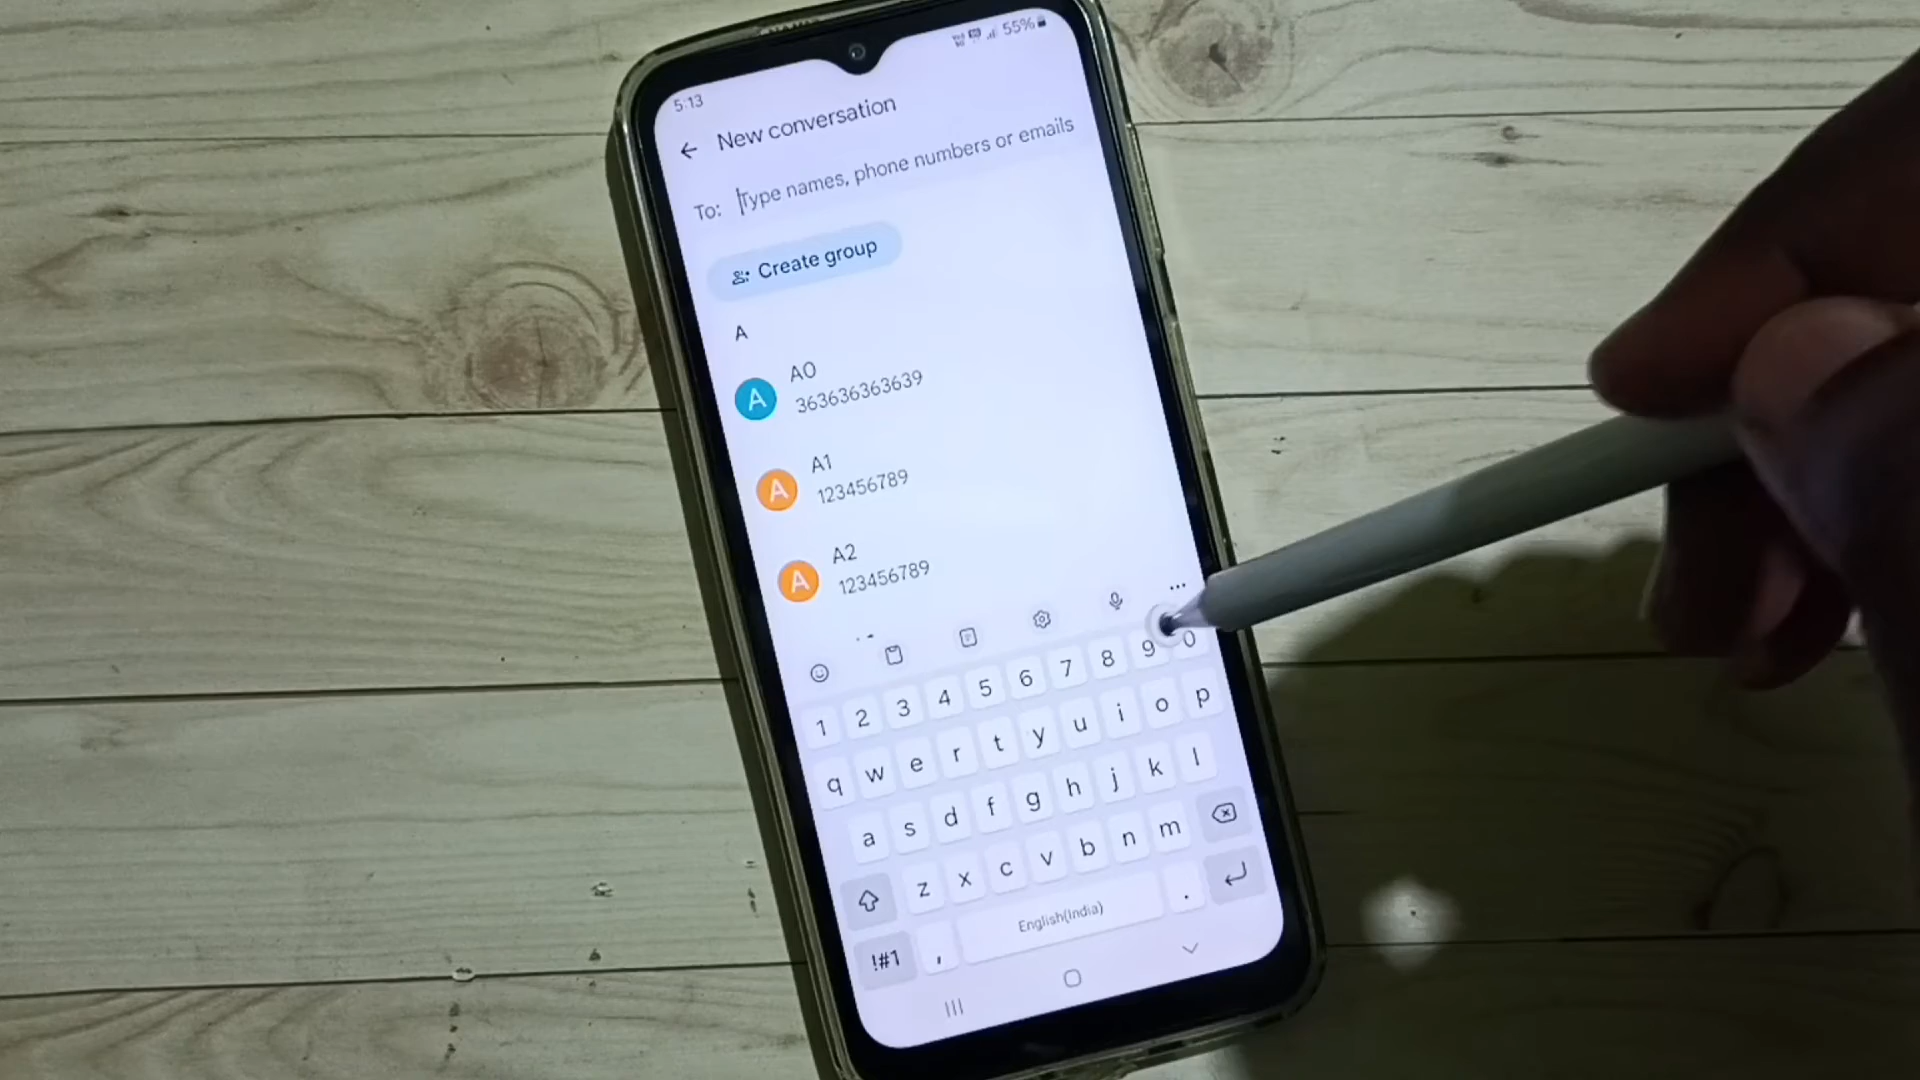 5:13
55%
New conversation
To: Type names, phone numbers or emails
Create group
A
A A0
363636363639
A A1
123456789
A A2
123456789
1 2 3 4 5 6 7 8 9 0
q w e r t y u i o p
a s d f g h j k l
z x c v b n m
!#1 , English(India) .